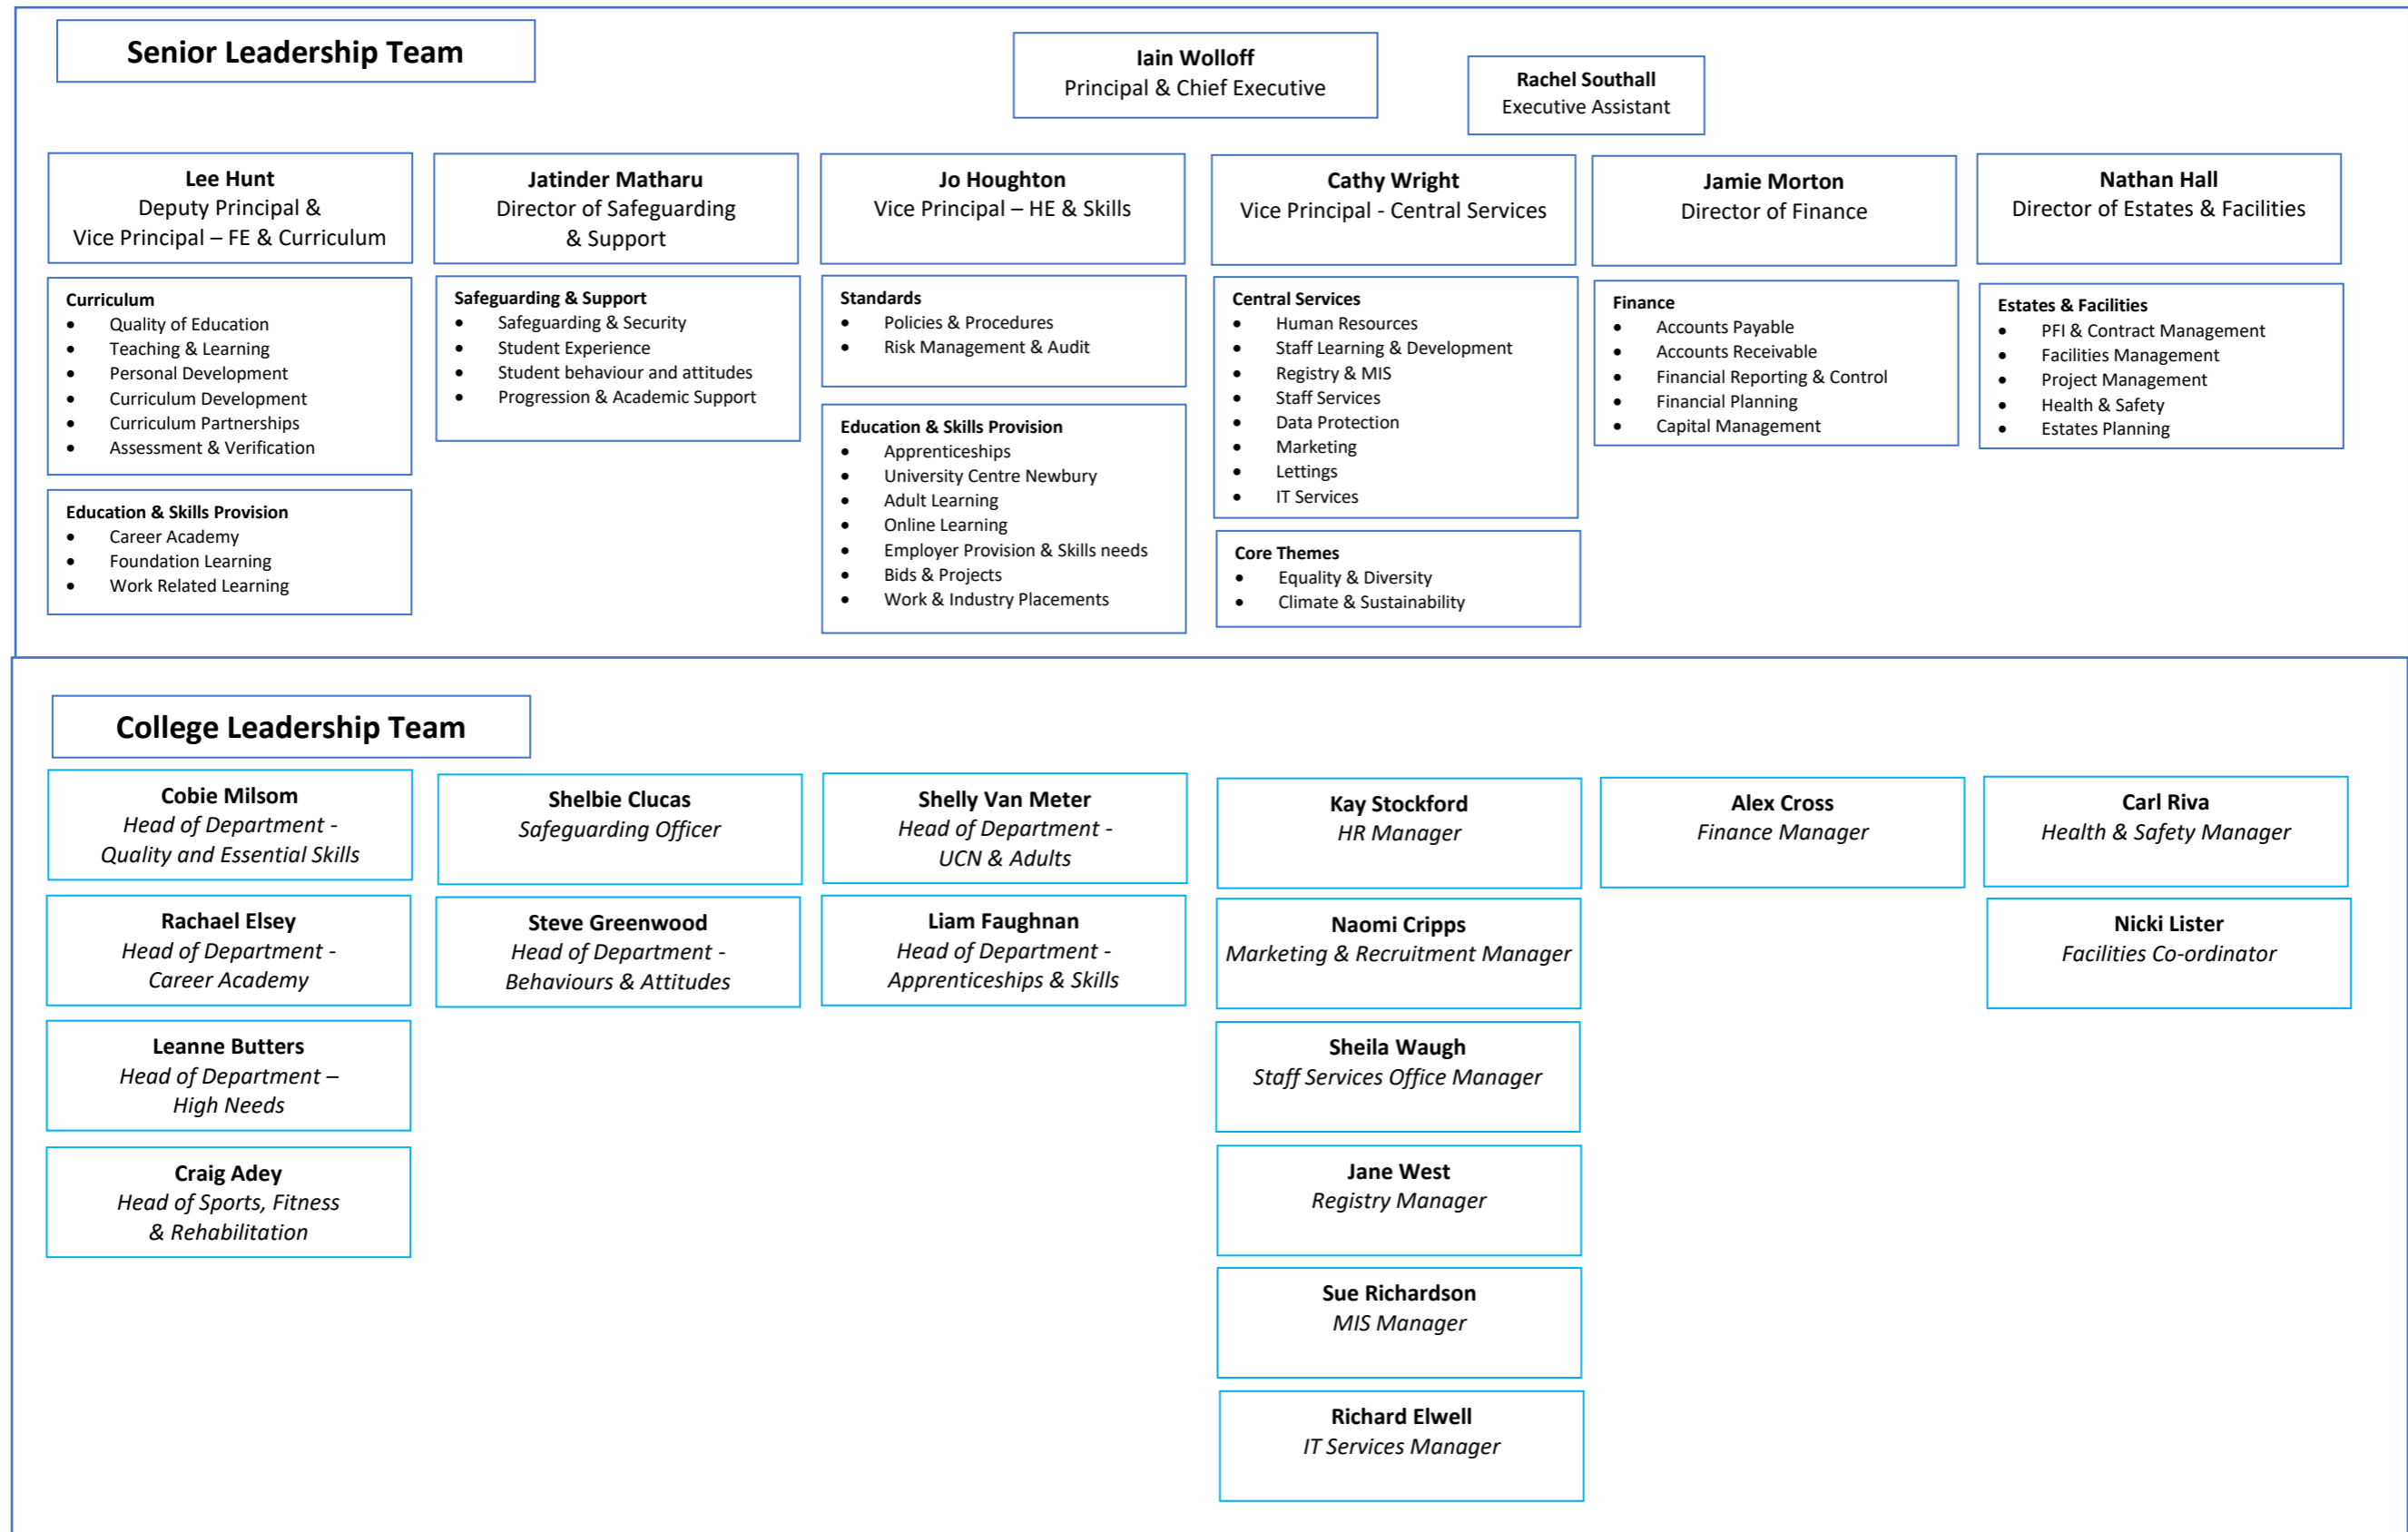 Senior Leadership Team
Iain Wolloff
Principal & Chief Executive
Rachel Southall
Executive Assistant
Lee Hunt
Deputy Principal &
Vice Principal – FE & Curriculum
Curriculum
• Quality of Education
• Teaching & Learning
• Personal Development
• Curriculum Development
• Curriculum Partnerships
• Assessment & Verification
Education & Skills Provision
• Career Academy
• Foundation Learning
• Work Related Learning
Jatinder Matharu
Director of Safeguarding
& Support
Safeguarding & Support
• Safeguarding & Security
• Student Experience
• Student behaviour and attitudes
• Progression & Academic Support
Jo Houghton
Vice Principal – HE & Skills
Standards
• Policies & Procedures
• Risk Management & Audit
Education & Skills Provision
• Apprenticeships
• University Centre Newbury
• Adult Learning
• Online Learning
• Employer Provision & Skills needs
• Bids & Projects
• Work & Industry Placements
Cathy Wright
Vice Principal - Central Services
Central Services
• Human Resources
• Staff Learning & Development
• Registry & MIS
• Staff Services
• Data Protection
• Marketing
• Lettings
• IT Services
Core Themes
• Equality & Diversity
• Climate & Sustainability
Jamie Morton
Director of Finance
Finance
• Accounts Payable
• Accounts Receivable
• Financial Reporting & Control
• Financial Planning
• Capital Management
Nathan Hall
Director of Estates & Facilities
Estates & Facilities
• PFI & Contract Management
• Facilities Management
• Project Management
• Health & Safety
• Estates Planning
College Leadership Team
Cobie Milsom
Head of Department -
Quality and Essential Skills
Rachael Elsey
Head of Department -
Career Academy
Leanne Butters
Head of Department –
High Needs
Craig Adey
Head of Sports, Fitness
& Rehabilitation
Shelbie Clucas
Safeguarding Officer
Steve Greenwood
Head of Department -
Behaviours & Attitudes
Shelly Van Meter
Head of Department -
UCN & Adults
Liam Faughnan
Head of Department -
Apprenticeships & Skills
Kay Stockford
HR Manager
Naomi Cripps
Marketing & Recruitment Manager
Sheila Waugh
Staff Services Office Manager
Jane West
Registry Manager
Sue Richardson
MIS Manager
Richard Elwell
IT Services Manager
Alex Cross
Finance Manager
Carl Riva
Health & Safety Manager
Nicki Lister
Facilities Co-ordinator